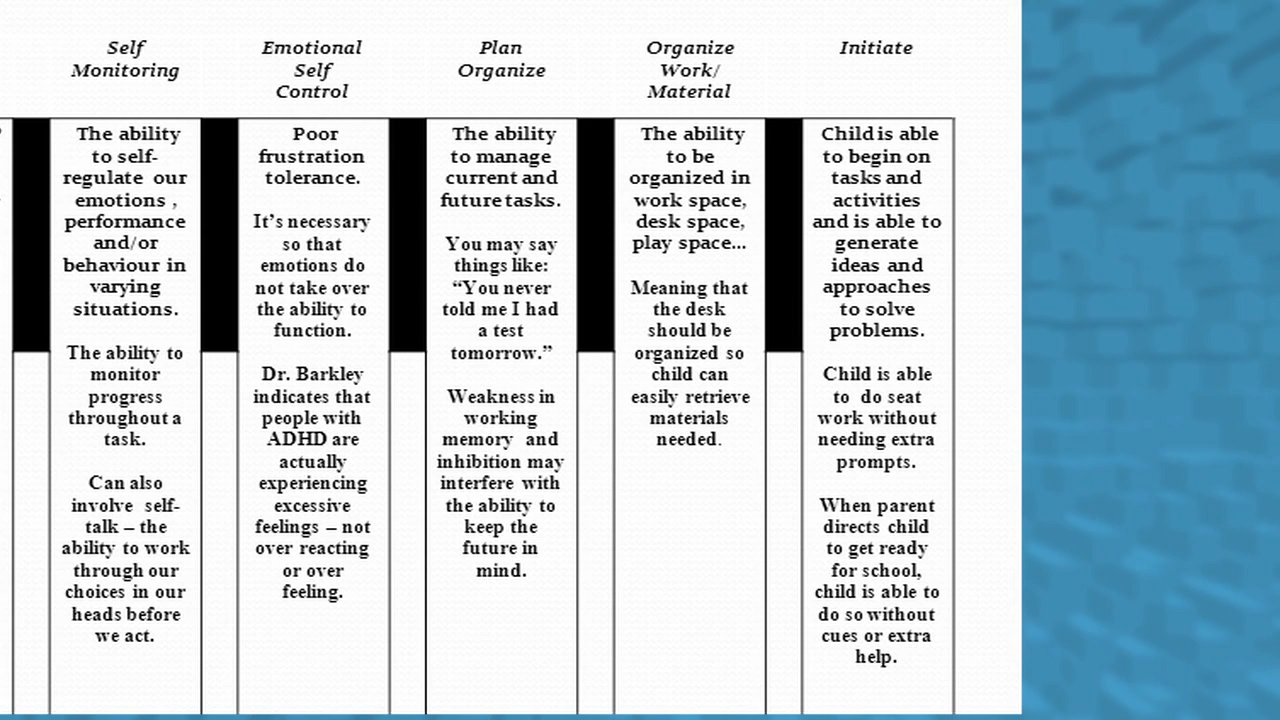 Self
Monitoring
The ability
to self-
regulate our
emotions ,
performance
and/or
behaviour in
varying
situations.
The ability to
monitor
progress
throughout a
task.
Can also
involve self-
talk – the
ability to work
through our
choices in our
heads before
we act.
Emotional
Self
Control
Poor
frustration
tolerance.
It’s necessary
so that
emotions do
not take over
the ability to
function.
Dr. Barkley
indicates that
people with
ADHD are
actually
experiencing
excessive
feelings – not
over reacting
or over
feeling.
Plan
Organize
The ability
to manage
current and
future tasks.
You may say
things like:
“You never
told me I had
a test
tomorrow.”
Weakness in
working
memory and
inhibition may
interfere with
the ability to
keep the
future in
mind.
Organize
Work/
Material
The ability
to be
organized in
work space,
desk space,
play space...
Meaning that
the desk
should be
organized so
child can
easily retrieve
materials
needed.
Initiate
Child is able
to begin on
tasks and
activities
and is able to
generate
ideas and
approaches
to solve
problems.
Child is able
to do seat
work without
needing extra
prompts.
When parent
directs child
to get ready
for school,
child is able to
do so without
cues or extra
help.